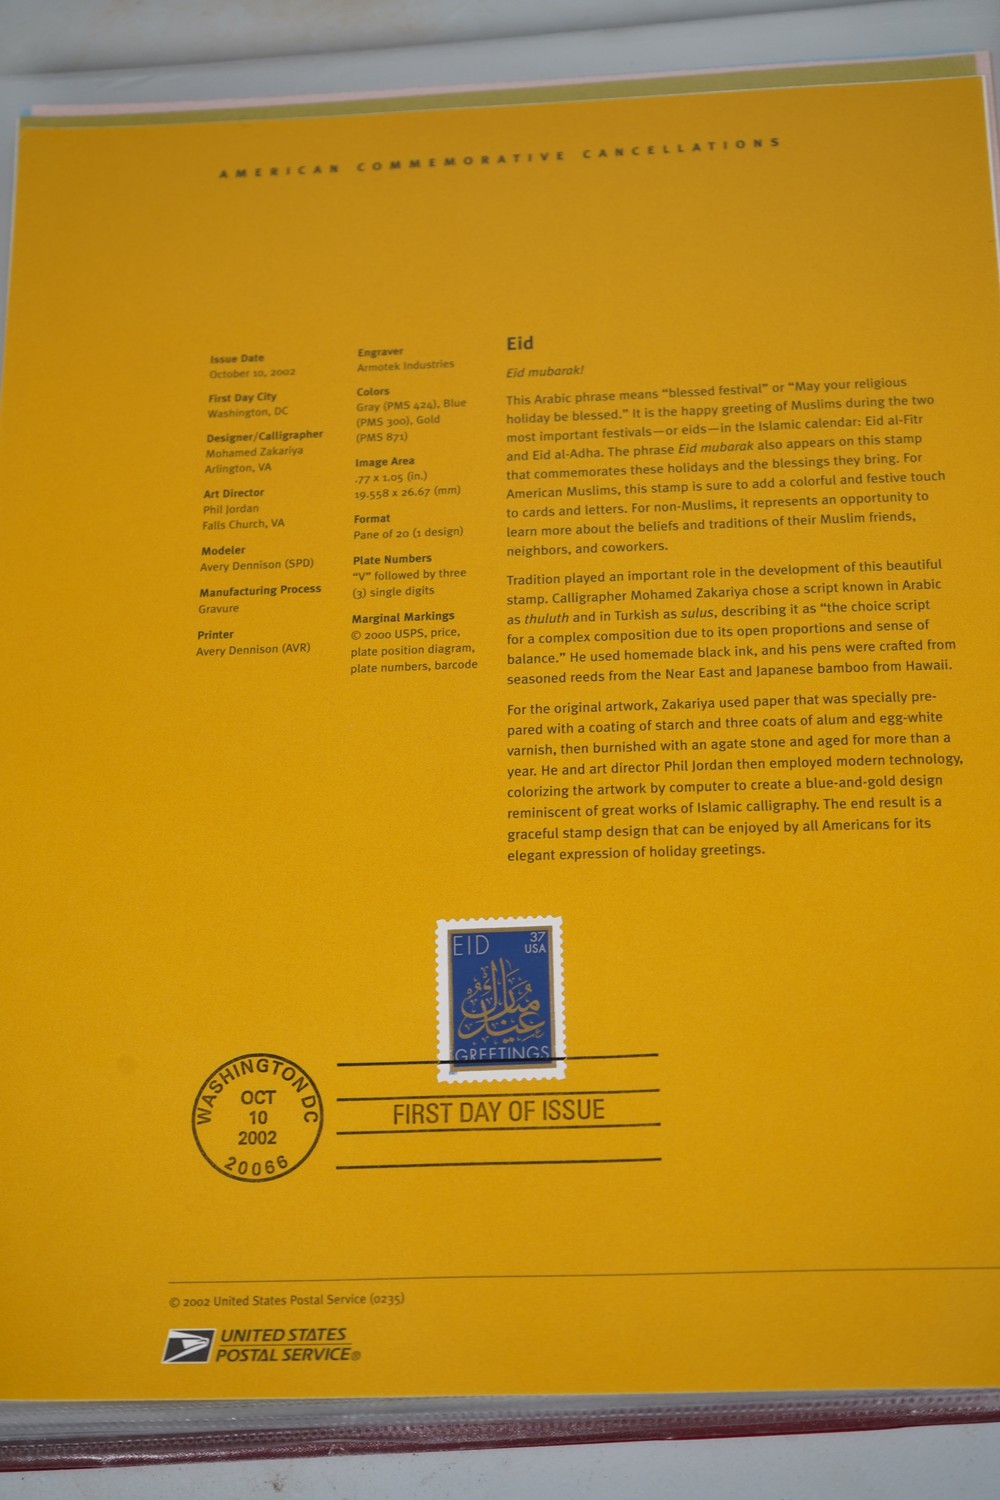 AMERICAN COMMEMORATIVE CANCELLATIONS
Issue Date
October 10, 2002
First Day City
Washington, DC
Designer/Calligrapher
Mohamed Zakariya
Arlington, VA
Art Director
Phil Jordan
Falls Church, VA
Modeler
Avery Dennison (SPD)
Manufacturing Process
Gravure
Printer
Avery Dennison (AVR)
Engraver
Armotek Industries
Colors
Gray (PMS 424), Blue
(PMS 300), Gold
(PMS 871)
Image Area
.77 x 1.05 (in.)
19.558 x 26.67 (mm)
Format
Pane of 20 (1 design)
Plate Numbers
“V” followed by three
(3) single digits
Marginal Markings
© 2000 USPS, price,
plate position diagram,
plate numbers, barcode
Eid
Eid mubarak!
This Arabic phrase means “blessed festival” or “May your religious
holiday be blessed.” It is the happy greeting of Muslims during the two
most important festivals—or eids—in the Islamic calendar: Eid al-Fitr
and Eid al-Adha. The phrase Eid mubarak also appears on this stamp
that commemorates these holidays and the blessings they bring. For
American Muslims, this stamp is sure to add a colorful and festive touch
to cards and letters. For non-Muslims, it represents an opportunity to
learn more about the beliefs and traditions of their Muslim friends,
neighbors, and coworkers.
Tradition played an important role in the development of this beautiful
stamp. Calligrapher Mohamed Zakariya chose a script known in Arabic
as thuluth and in Turkish as sulus, describing it as “the choice script
for a complex composition due to its open proportions and sense of
balance.” He used homemade black ink, and his pens were crafted from
seasoned reeds from the Near East and Japanese bamboo from Hawaii.
For the original artwork, Zakariya used paper that was specially pre-
pared with a coating of starch and three coats of alum and egg-white
varnish, then burnished with an agate stone and aged for more than a
year. He and art director Phil Jordan then employed modern technology,
colorizing the artwork by computer to create a blue-and-gold design
reminiscent of great works of Islamic calligraphy. The end result is a
graceful stamp design that can be enjoyed by all Americans for its
elegant expression of holiday greetings.
EID
37
USA
عيد مبارك
GREETINGS
WASHINGTON DC
OCT
10
2002
20066
FIRST DAY OF ISSUE
© 2002 United States Postal Service (0235)
UNITED STATES
POSTAL SERVICE®